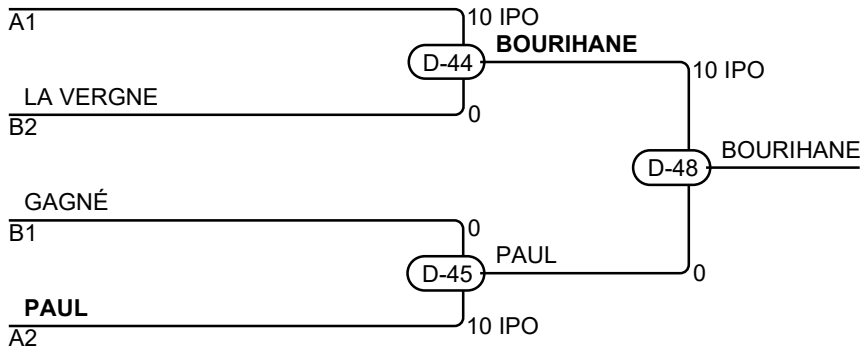 A1
10 IPO
D-44
BOURIHANE
10 IPO
LA VERGNE
B2
0
D-48
BOURIHANE
GAGNÉ
B1
0
D-45
PAUL
0
PAUL
A2
10 IPO